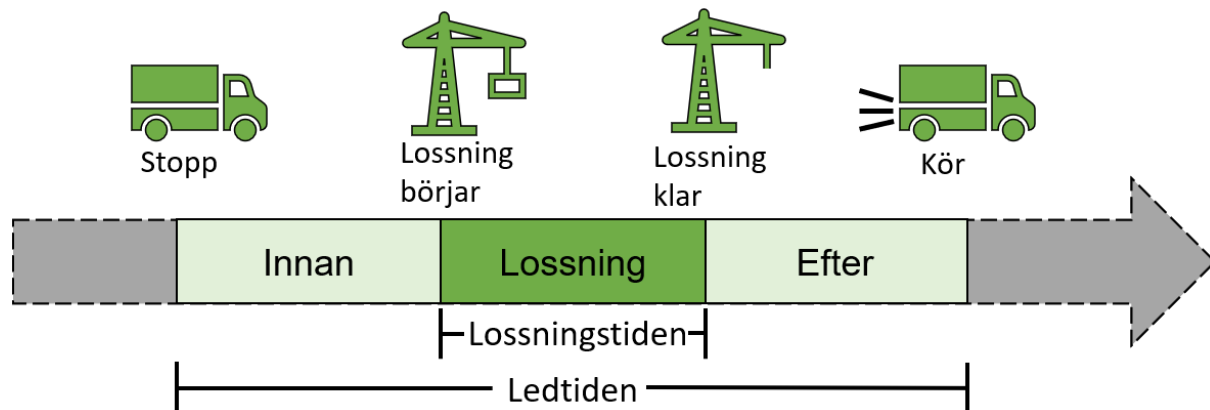 Stopp
Lossning
börjar
Lossning
klar
Kör
Innan
Lossning
Efter
Lossningstiden
Ledtiden